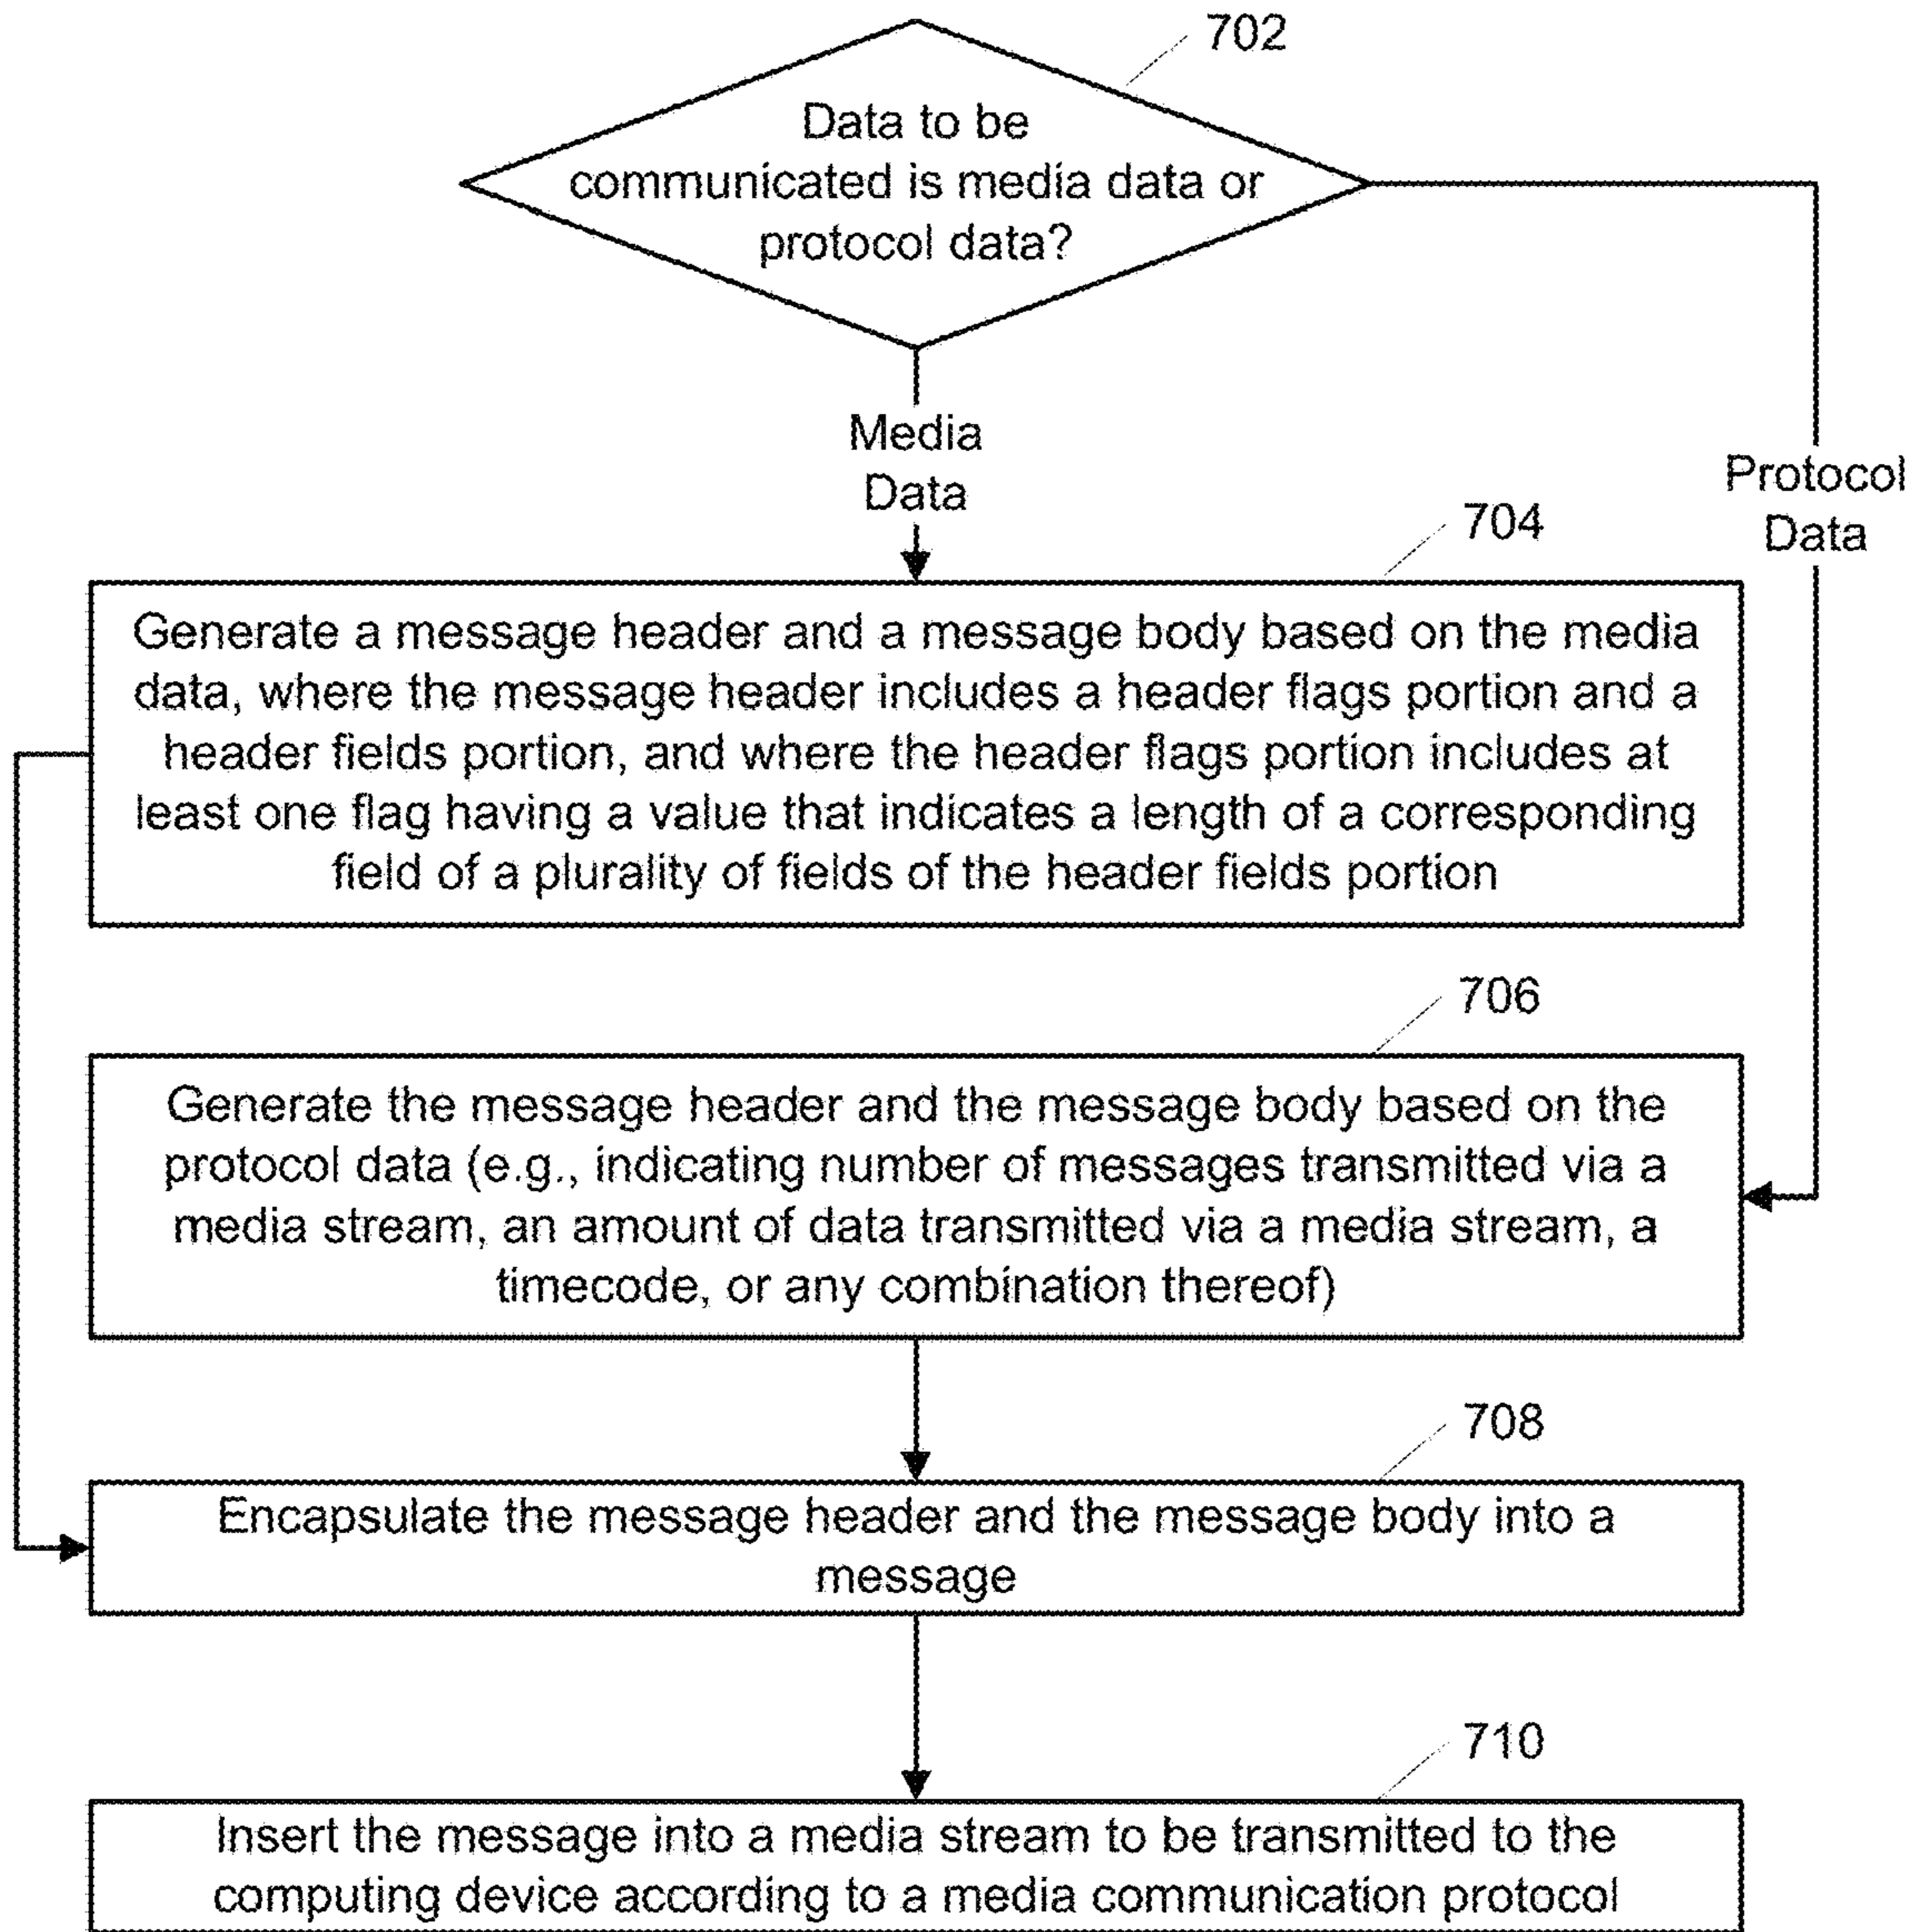 702
Data to be
communicated is media data or
protocol data?
Media
Data
Protocol
Data
704
Generate a message header and a message body based on the media
data, where the message header includes a header flags portion and a
header fields portion, and where the header flags portion includes at
least one flag having a value that indicates a length of a corresponding
field of a plurality of fields of the header fields portion
706
Generate the message header and the message body based on the
protocol data (e.g., indicating number of messages transmitted via a
media stream, an amount of data transmitted via a media stream, a
timecode, or any combination thereof)
708
Encapsulate the message header and the message body into a
message
710
Insert the message into a media stream to be transmitted to the
computing device according to a media communication protocol